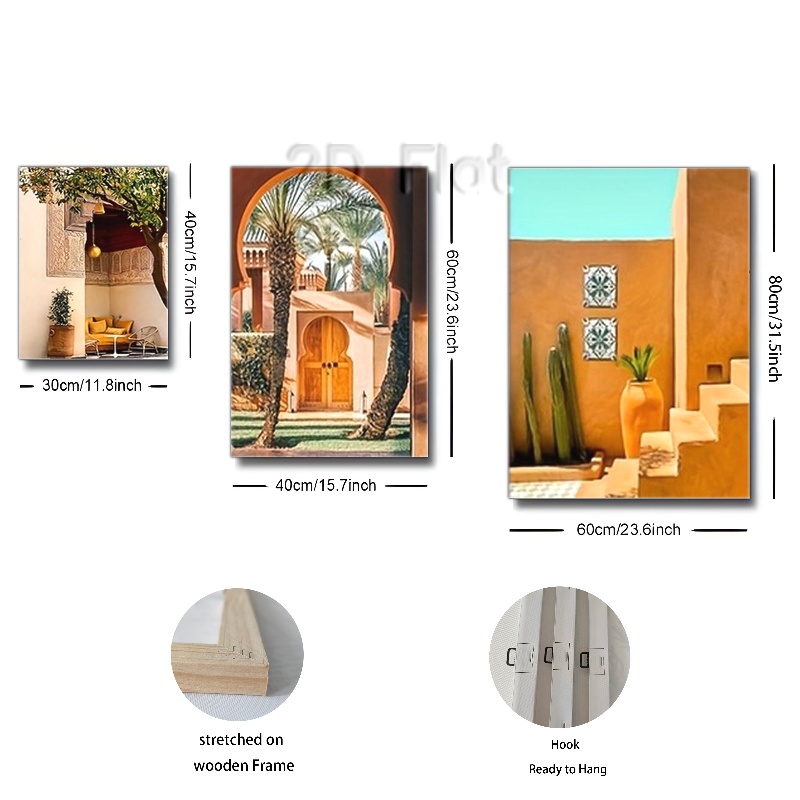 2D Flat
40cm/15.7inch
30cm/11.8inch
60cm/23.6inch
40cm/15.7inch
80cm/31.5inch
60cm/23.6inch
stretched on
wooden Frame
Hook
Ready to Hang